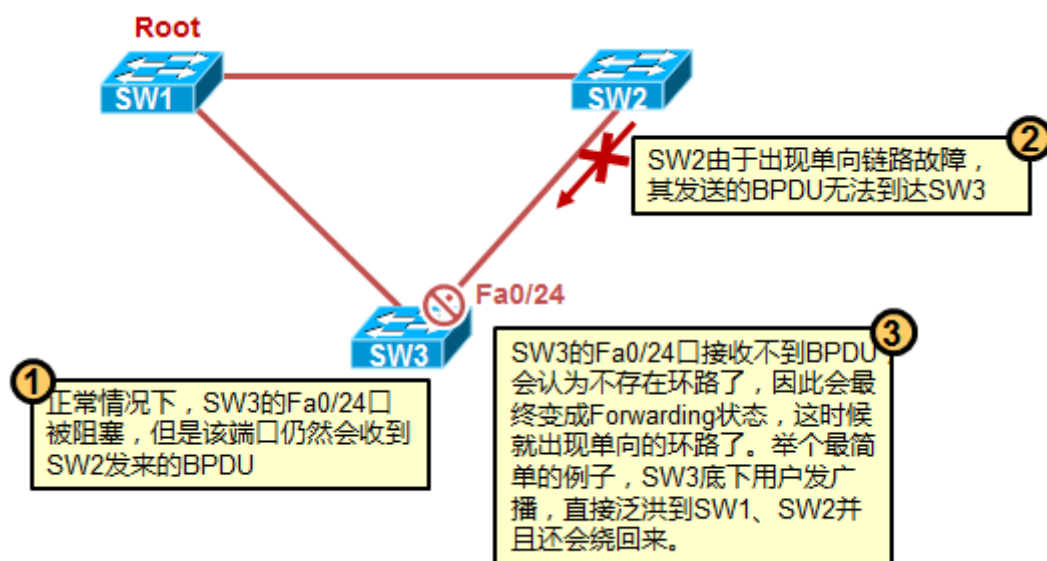 Root
SW1
SW2
2
SW2由于出现单向链路故障，
其发送的BPDU无法到达SW3
Fa0/24
SW3
3
SW3的Fa0/24口接收不到BPDU，
会认为不存在环路了，因此会最
终变成Forwarding状态，这时候
就出现单向的环路了。举个最简
单的例子，SW3底下用户发广
播，直接泛洪到SW1、SW2并
且还会绕回来。
1
正常情况下，SW3的Fa0/24口
被阻塞，但是该端口仍然会收到
SW2发来的BPDU